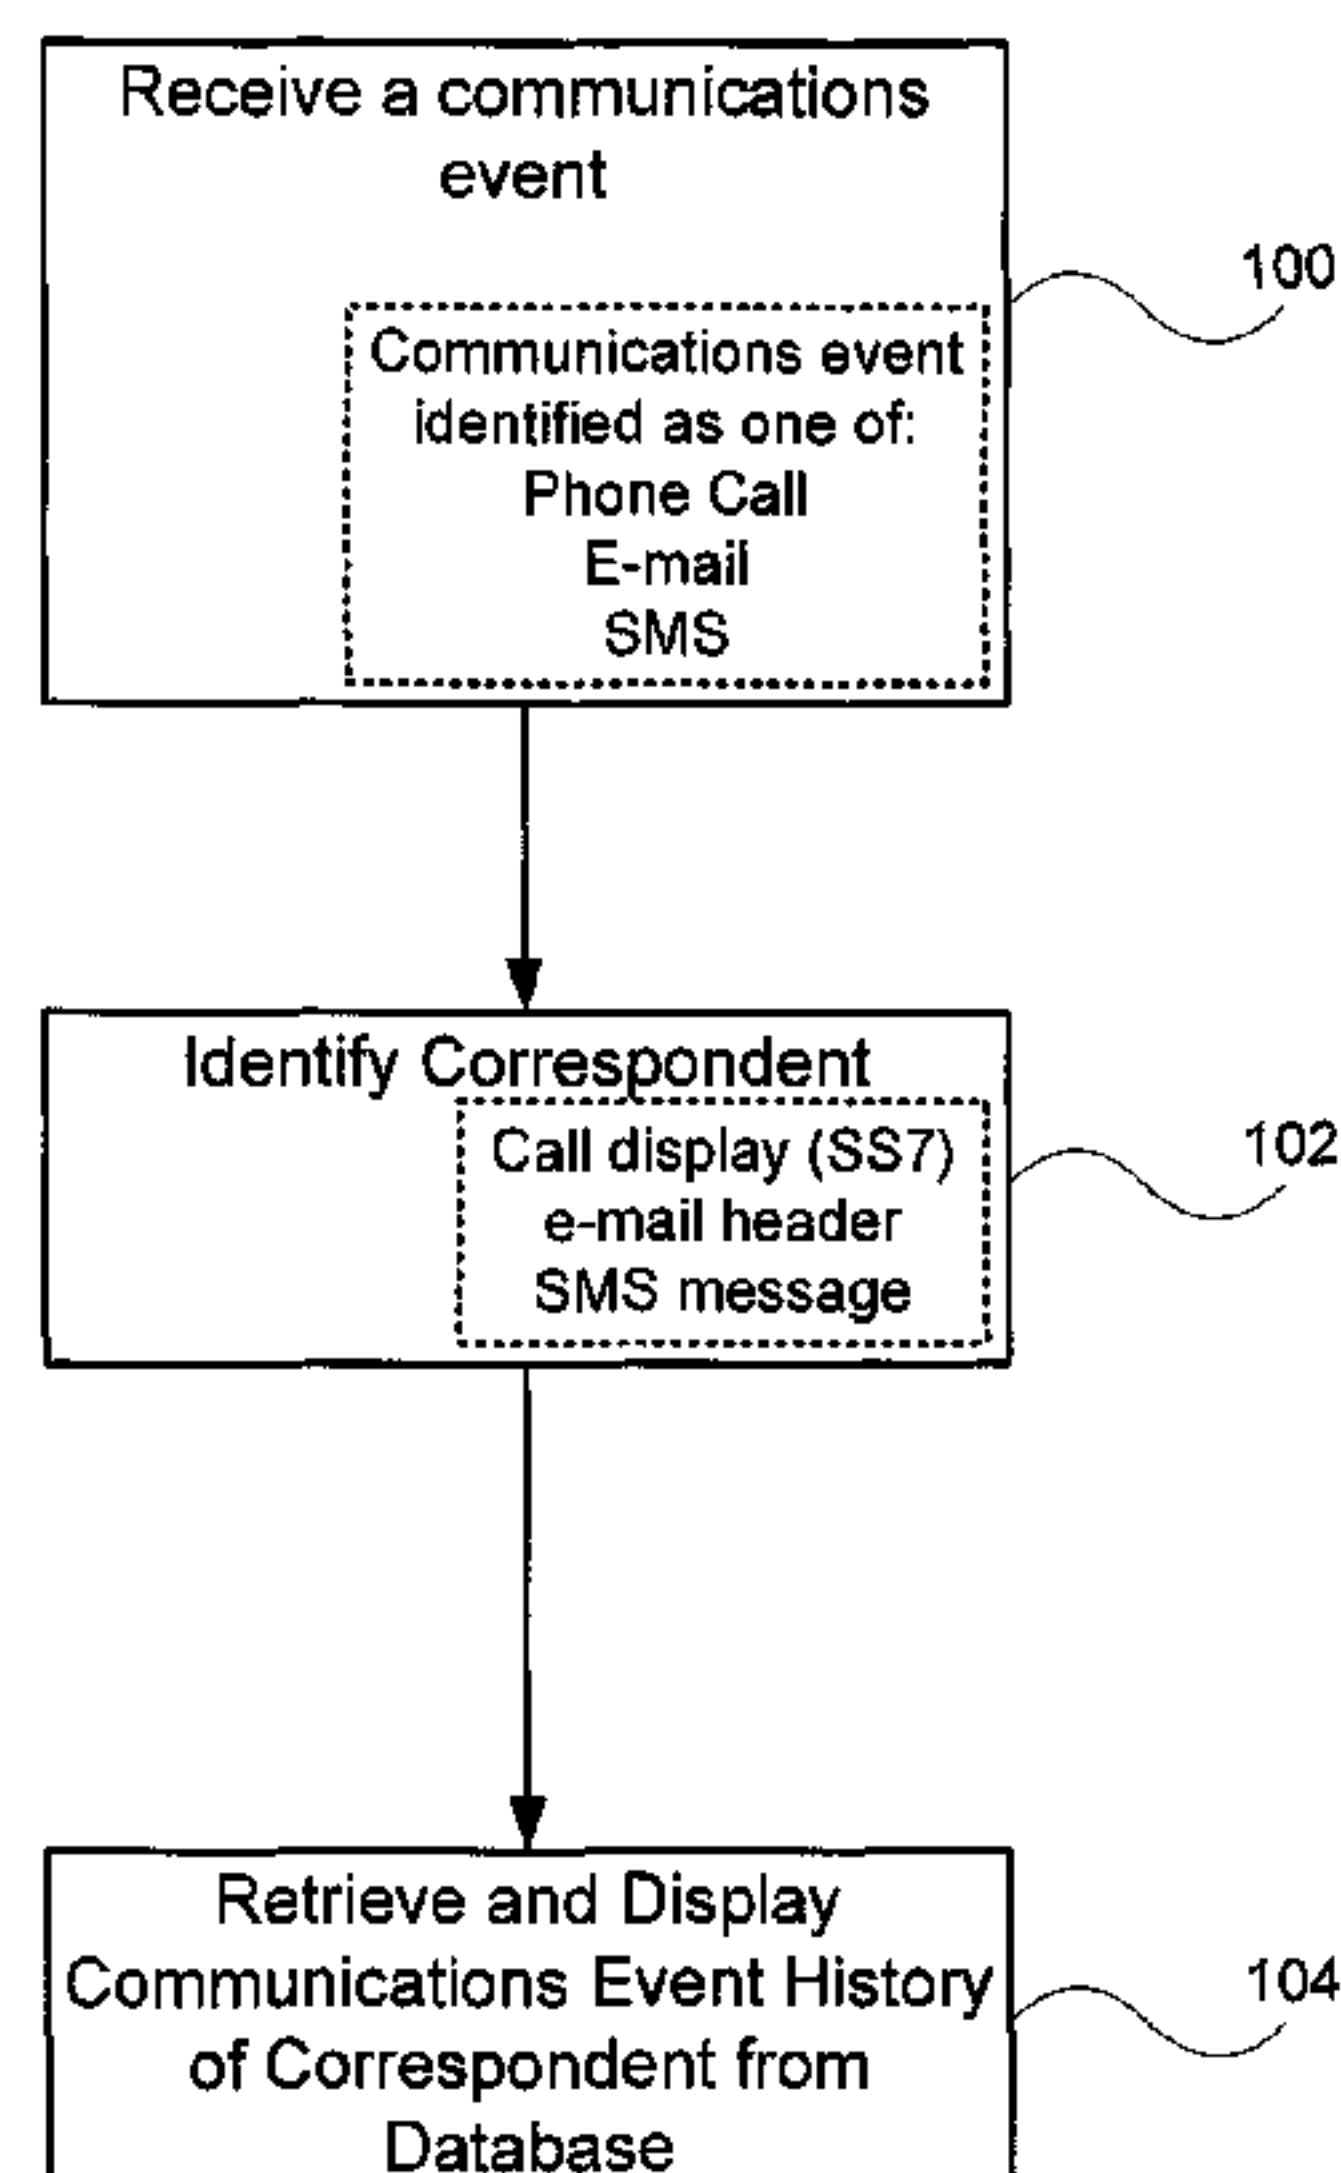 Receive a communications
event
100
Communications event
identified as one of:
Phone Call
E-mail
SMS
Identify Correspondent
102
Call display (SS7)
e-mail header
SMS message
Retrieve and Display
Communications Event History
104
of Correspondent from
Database